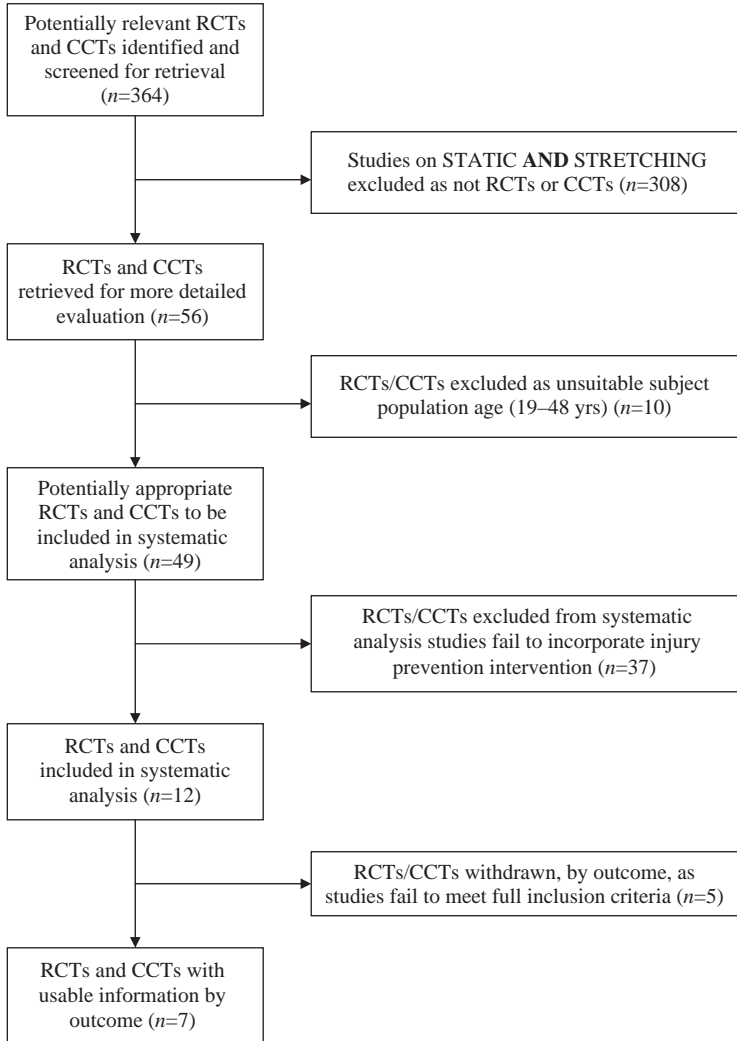 Potentially relevant RCTs
and CCTs identified and
screened for retrieval
(n=364)
Studies on STATIC AND STRETCHING
excluded as not RCTs or CCTs (n=308)
RCTs and CCTs
retrieved for more detailed
evaluation (n=56)
RCTs/CCTs excluded as unsuitable subject
population age (19–48 yrs) (n=10)
Potentially appropriate
RCTs and CCTs to be
included in systematic
analysis (n=49)
RCTs/CCTs excluded from systematic
analysis studies fail to incorporate injury
prevention intervention (n=37)
RCTs and CCTs
included in systematic
analysis (n=12)
RCTs/CCTs withdrawn, by outcome, as
studies fail to meet full inclusion criteria (n=5)
RCTs and CCTs with
usable information by
outcome (n=7)